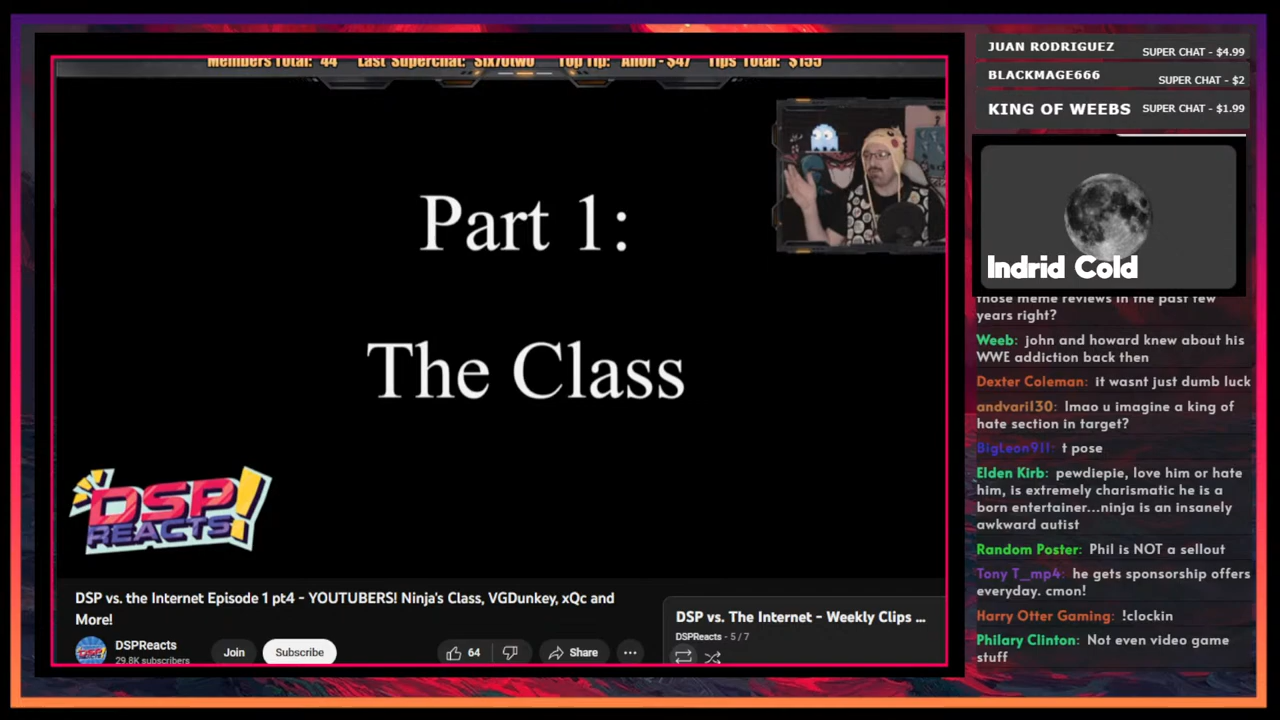 Members Total: 44 Last Superchat: Six7otwo Top Tip: Anon - $47 Tips Total: $155
Part 1:
The Class
DSP
REACTS!
DSP vs. the Internet Episode 1 pt4 - YOUTUBERS! Ninja's Class, VGDunkey, xQc and
More!
DSPReacts
29.8K subscribers
Join
Subscribe
64
Share
DSP vs. The Internet - Weekly Clips ...
DSPReacts - 5 / 7
JUAN RODRIGUEZ SUPER CHAT - $4.99
BLACKMAGE666 SUPER CHAT - $2
KING OF WEEBS SUPER CHAT - $1.99
Indrid Cold
those meme reviews in the past few
years right?
Weeb: john and howard knew about his
WWE addiction back then
Dexter Coleman: it wasnt just dumb luck
andvari130: lmao u imagine a king of
hate section in target?
BigLeon911: t pose
Elden Kirb: pewdiepie, love him or hate
him, is extremely charismatic he is a
born entertainer...ninja is an insanely
awkward autist
Random Poster: Phil is NOT a sellout
Tony T_mp4: he gets sponsorship offers
everyday. cmon!
Harry Otter Gaming: !clockin
Philary Clinton: Not even video game
stuff